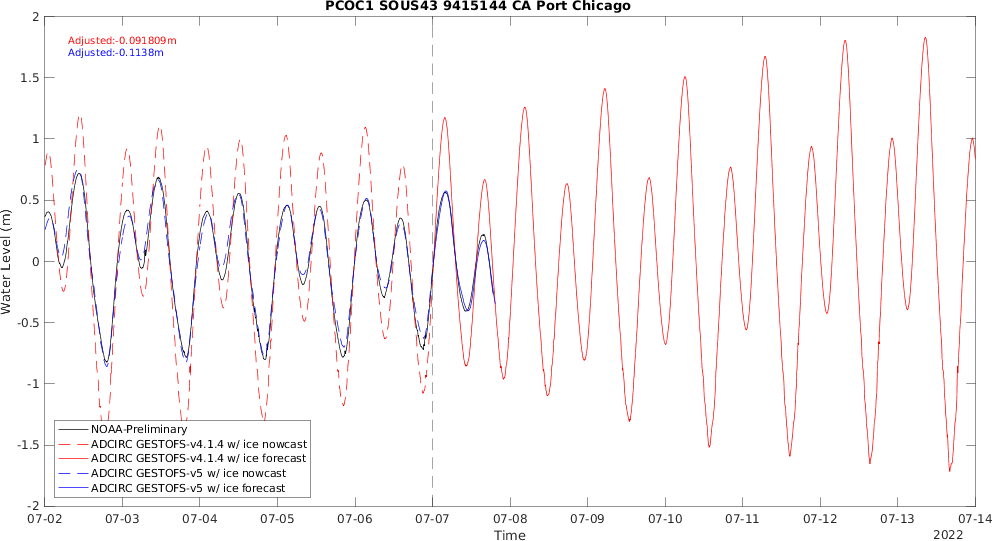 PCOC1 SOUS43 9415144 CA Port Chicago
Adjusted:-0.091809m
Adjusted:-0.1138m
2
1.5
1
0.5
0
-0.5
-1
-1.5
-2
Water Level (m)
NOAA-Preliminary
ADCIRC GESTOFS-v4.1.4 w/ ice nowcast
ADCIRC GESTOFS-v4.1.4 w/ ice forecast
ADCIRC GESTOFS-v5 w/ ice nowcast
ADCIRC GESTOFS-v5 w/ ice forecast
07-02 07-03 07-04 07-05 07-06 07-07 07-08 07-09 07-10 07-11 07-12 07-13 07-14
Time
2022